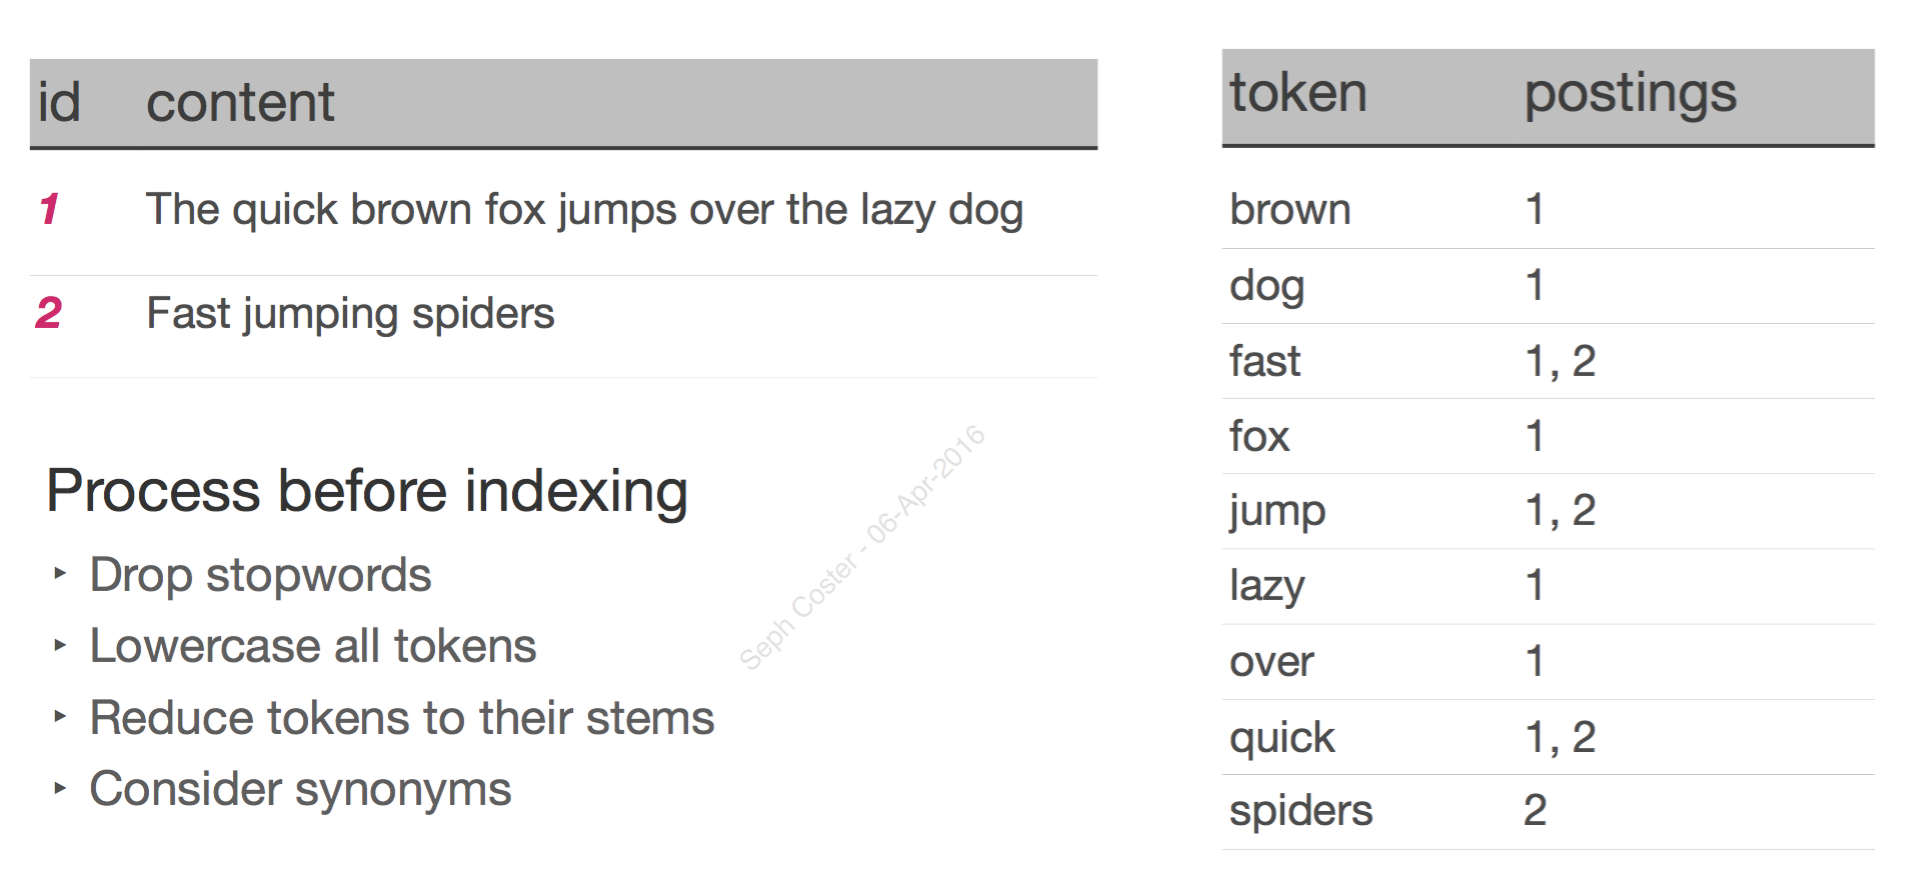 id content
1 The quick brown fox jumps over the lazy dog
2 Fast jumping spiders
Process before indexing
‣ Drop stopwords
‣ Lowercase all tokens
‣ Reduce tokens to their stems
‣ Consider synonyms
Seph Coster - 06-Apr-2016
token postings
brown 1
dog 1
fast 1, 2
fox 1
jump 1, 2
lazy 1
over 1
quick 1, 2
spiders 2